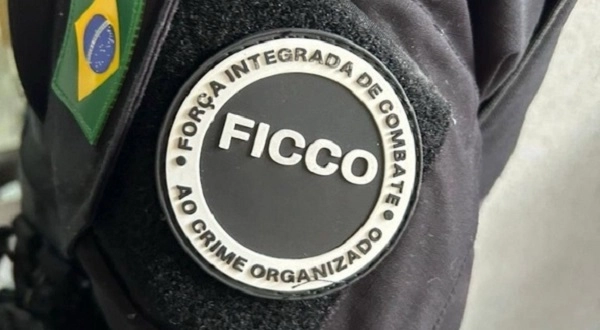 FORÇA INTEGRADA DE COMBATE
FICCO
AO CRIME ORGANIZADO